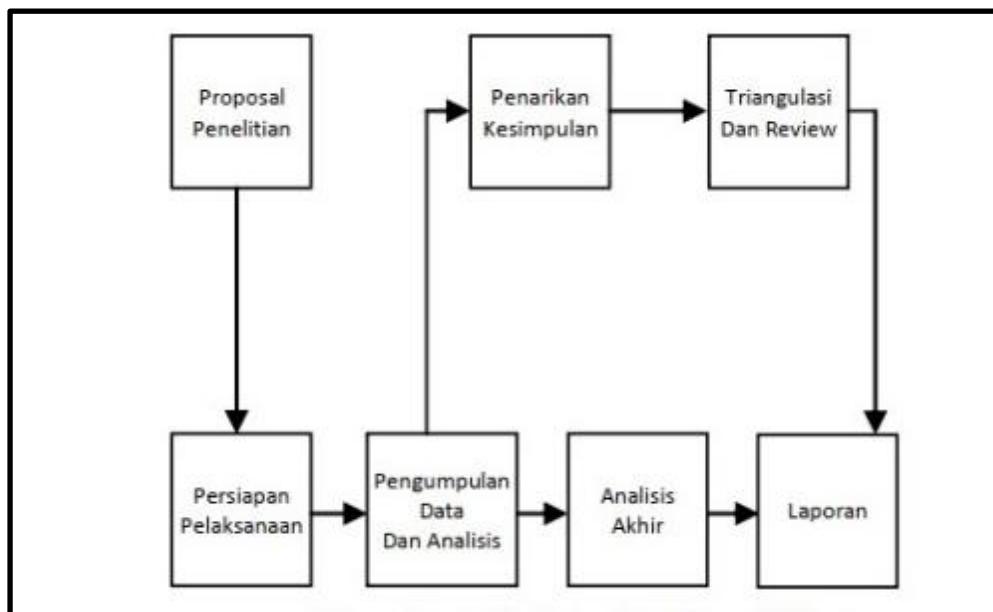 Proposal
Penelitian
Penarikan
Kesimpulan
Triangulasi
Dan Review
Persiapan
Pelaksanaan
Pengumpulan
Data
Dan Analisis
Analisis
Akhir
Laporan